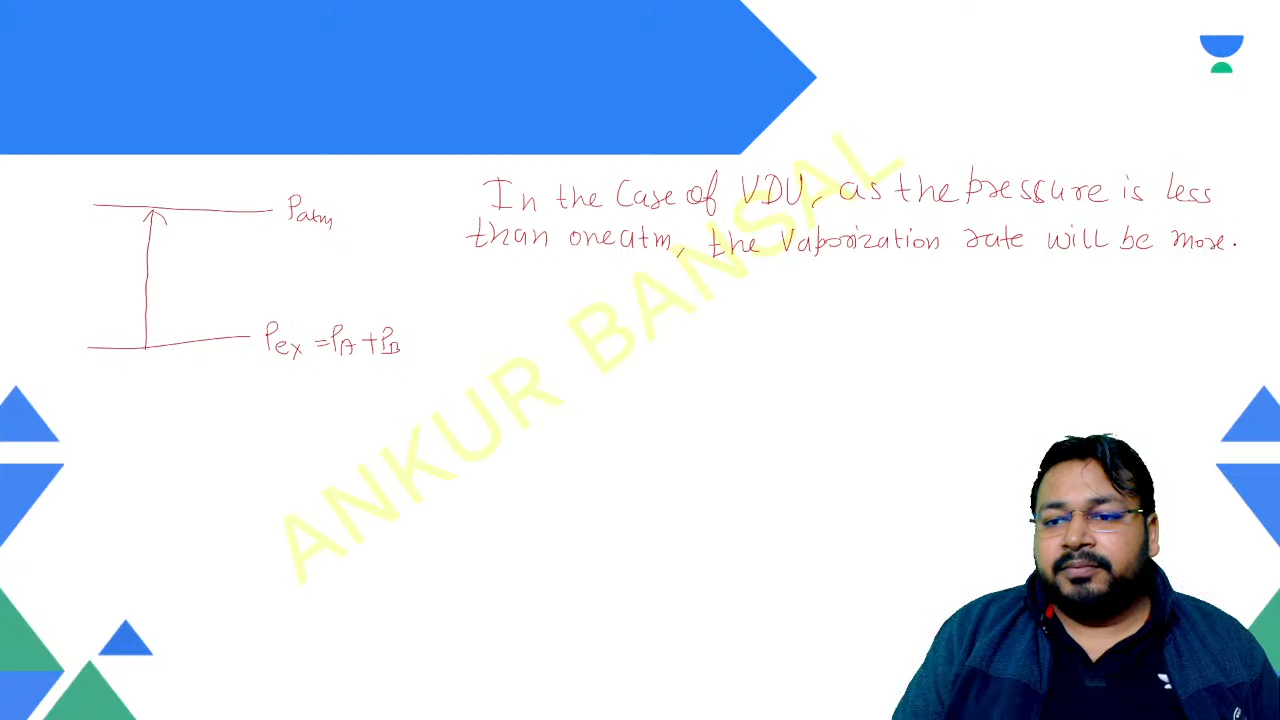 In the Case of VDU, as the pressure is less
than one atm, the Vaporization rate will be more.
Patm
Pex = PA + PB
ANKUR BANSAL